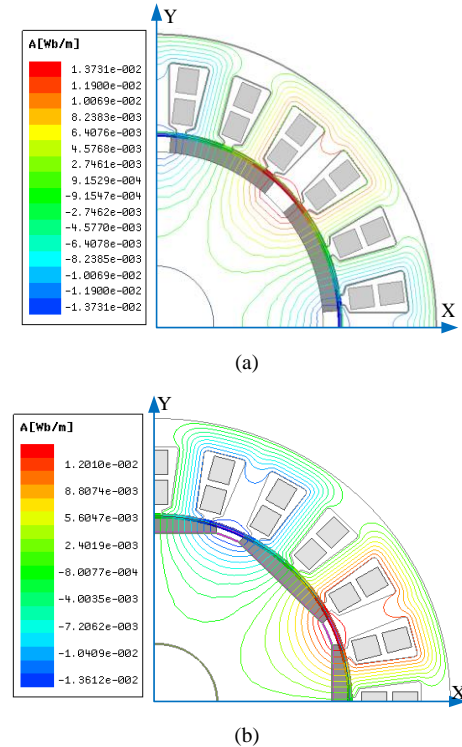 Y
A[Wb/m]
1.3731e-002
1.1900e-002
1.0069e-002
8.2383e-003
6.4076e-003
4.5768e-003
2.7461e-003
9.1529e-004
-9.1547e-004
-2.7462e-003
-4.5770e-003
-6.4078e-003
-8.2385e-003
-1.0069e-002
-1.1900e-002
-1.3731e-002
X
(a)
Y
A[Wb/m]
1.2010e-002
8.8074e-003
5.6047e-003
2.4019e-003
-8.0077e-004
-4.0035e-003
-7.2062e-003
-1.0409e-002
-1.3612e-002
X
(b)